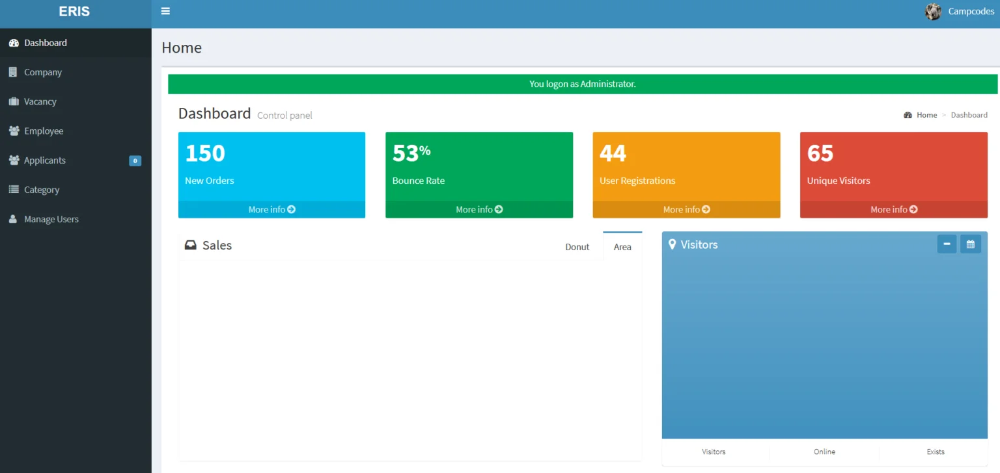 ERIS
Campcodes
Dashboard
Company
Vacancy
Employee
Applicants 0
Category
Manage Users
Home
You logon as Administrator.
Dashboard Control panel
Home > Dashboard
150
New Orders
More info
53%
Bounce Rate
More info
44
User Registrations
More info
65
Unique Visitors
More info
Sales
Donut Area
Visitors
Visitors Online Exists